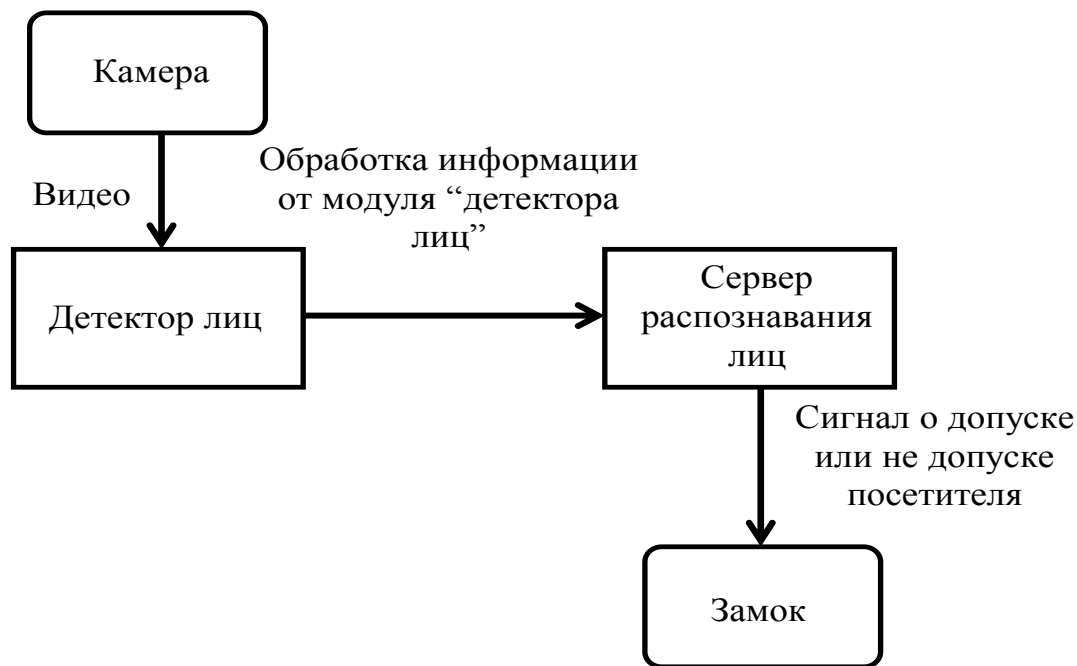 Камера
Видео
Обработка информации
от модуля “детектора
лиц”
Детектор лиц
Сервер
распознавания
лиц
Сигнал о допуске
или не допуске
посетителя
Замок